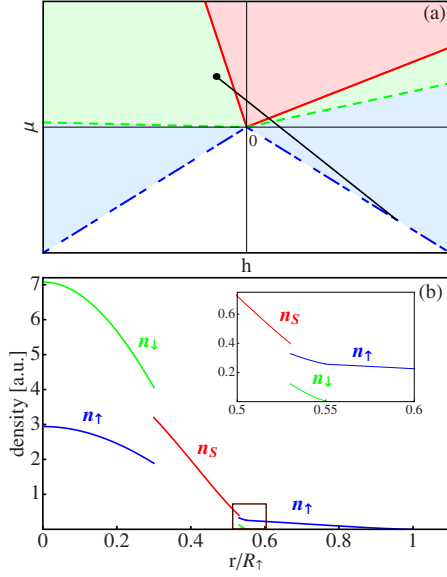 (a)
μ
0
h
(b)
7
6
5
4
3
2
1
density [a.u.]
n↓
n↑
nS
n↑
0.6
0.4
0.2
nS
n↑
n↓
0.5 0.55 0.6
0 0.2 0.4 0.6 0.8 1
r/R↑